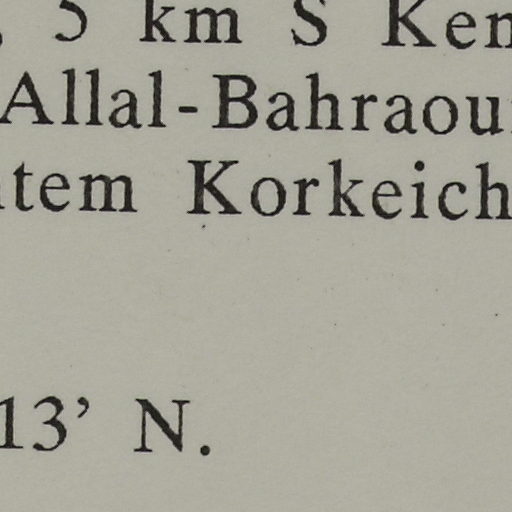 , 5 km S Ken
Allal-Bahraou
tem Korkeich
13’ N.